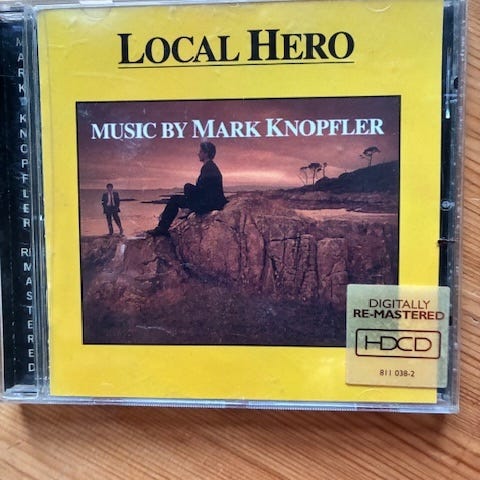 LOCAL HERO
MUSIC BY MARK KNOPFLER
DIGITALLY
RE-MASTERED
HDCD
811 038-2
MARK KNOPFLER REMASTERED